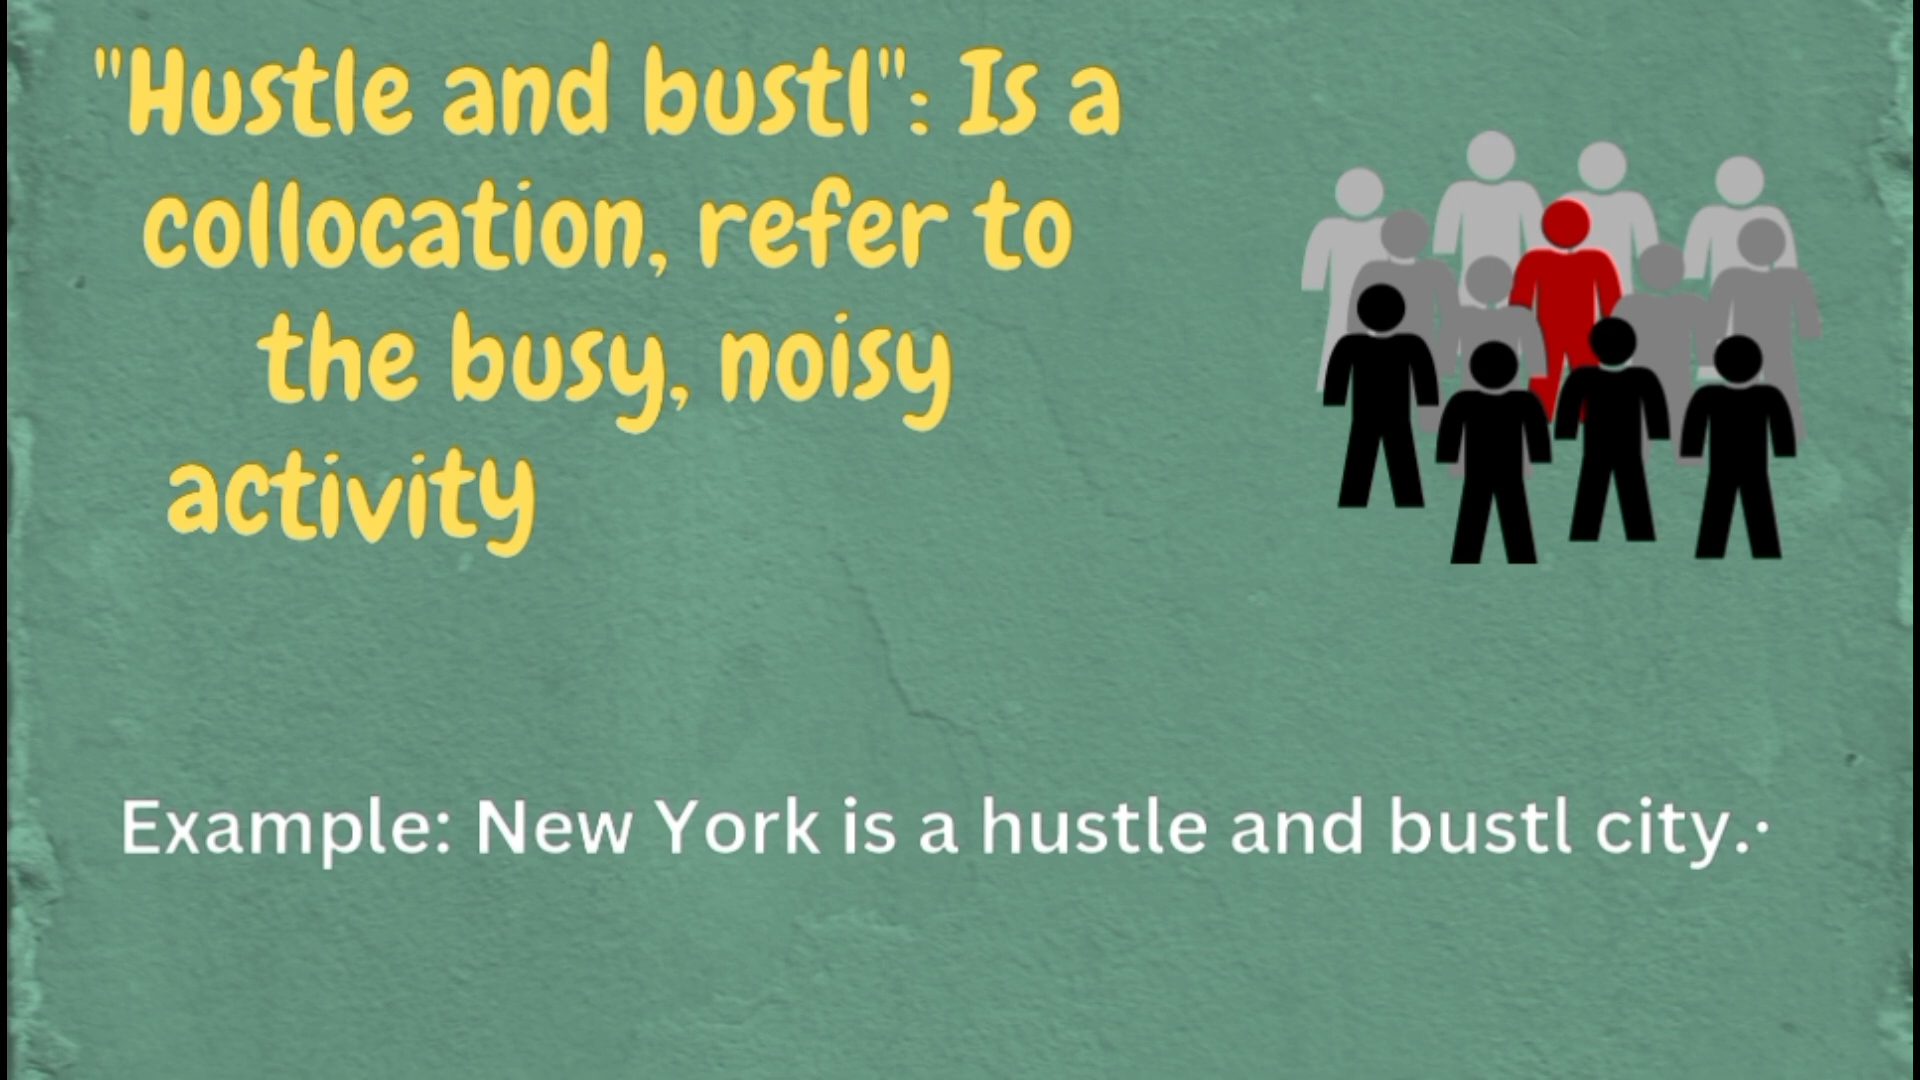 "Hustle and bustl": Is a
collocation, refer to
the busy, noisy
activity
Example: New York is a hustle and bustl city.·